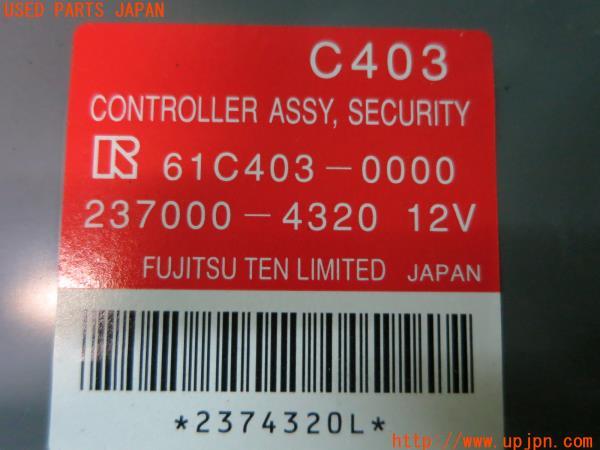 USED PARTS JAPAN
C403
CONTROLLER ASSY, SECURITY
R 61C403-0000
237000-4320 12V
FUJITSU TEN LIMITED JAPAN
*2374320L*
http://www.upjpn.com/